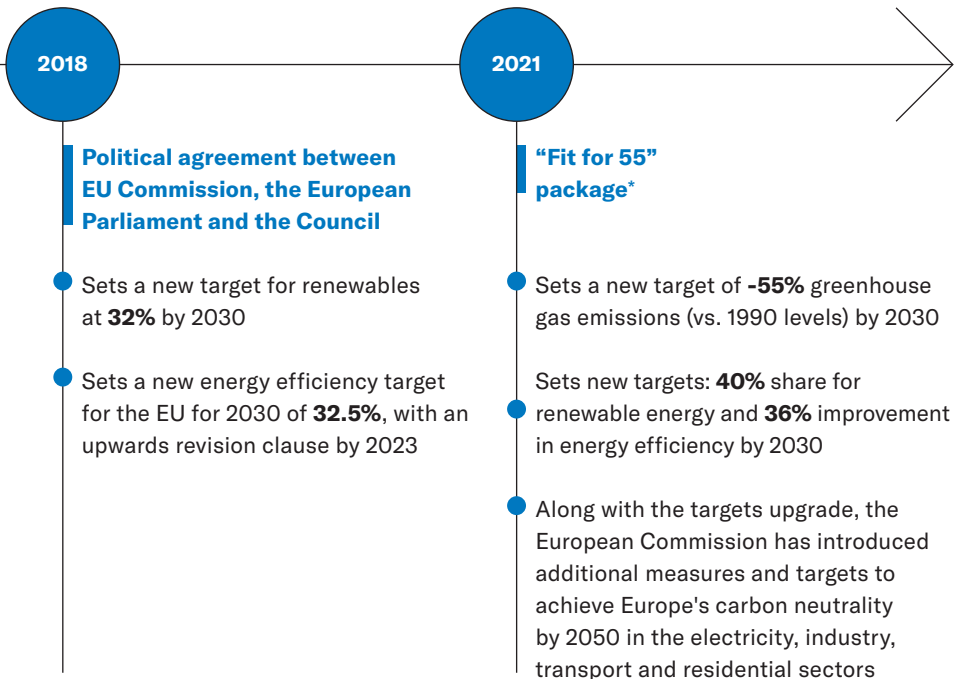 2018
Political agreement between
EU Commission, the European
Parliament and the Council
Sets a new target for renewables
at 32% by 2030
Sets a new energy efficiency target
for the EU for 2030 of 32.5%, with an
upwards revision clause by 2023
2021
“Fit for 55”
package*
Sets a new target of -55% greenhouse
gas emissions (vs. 1990 levels) by 2030
Sets new targets: 40% share for
renewable energy and 36% improvement
in energy efficiency by 2030
Along with the targets upgrade, the
European Commission has introduced
additional measures and targets to
achieve Europe's carbon neutrality
by 2050 in the electricity, industry,
transport and residential sectors